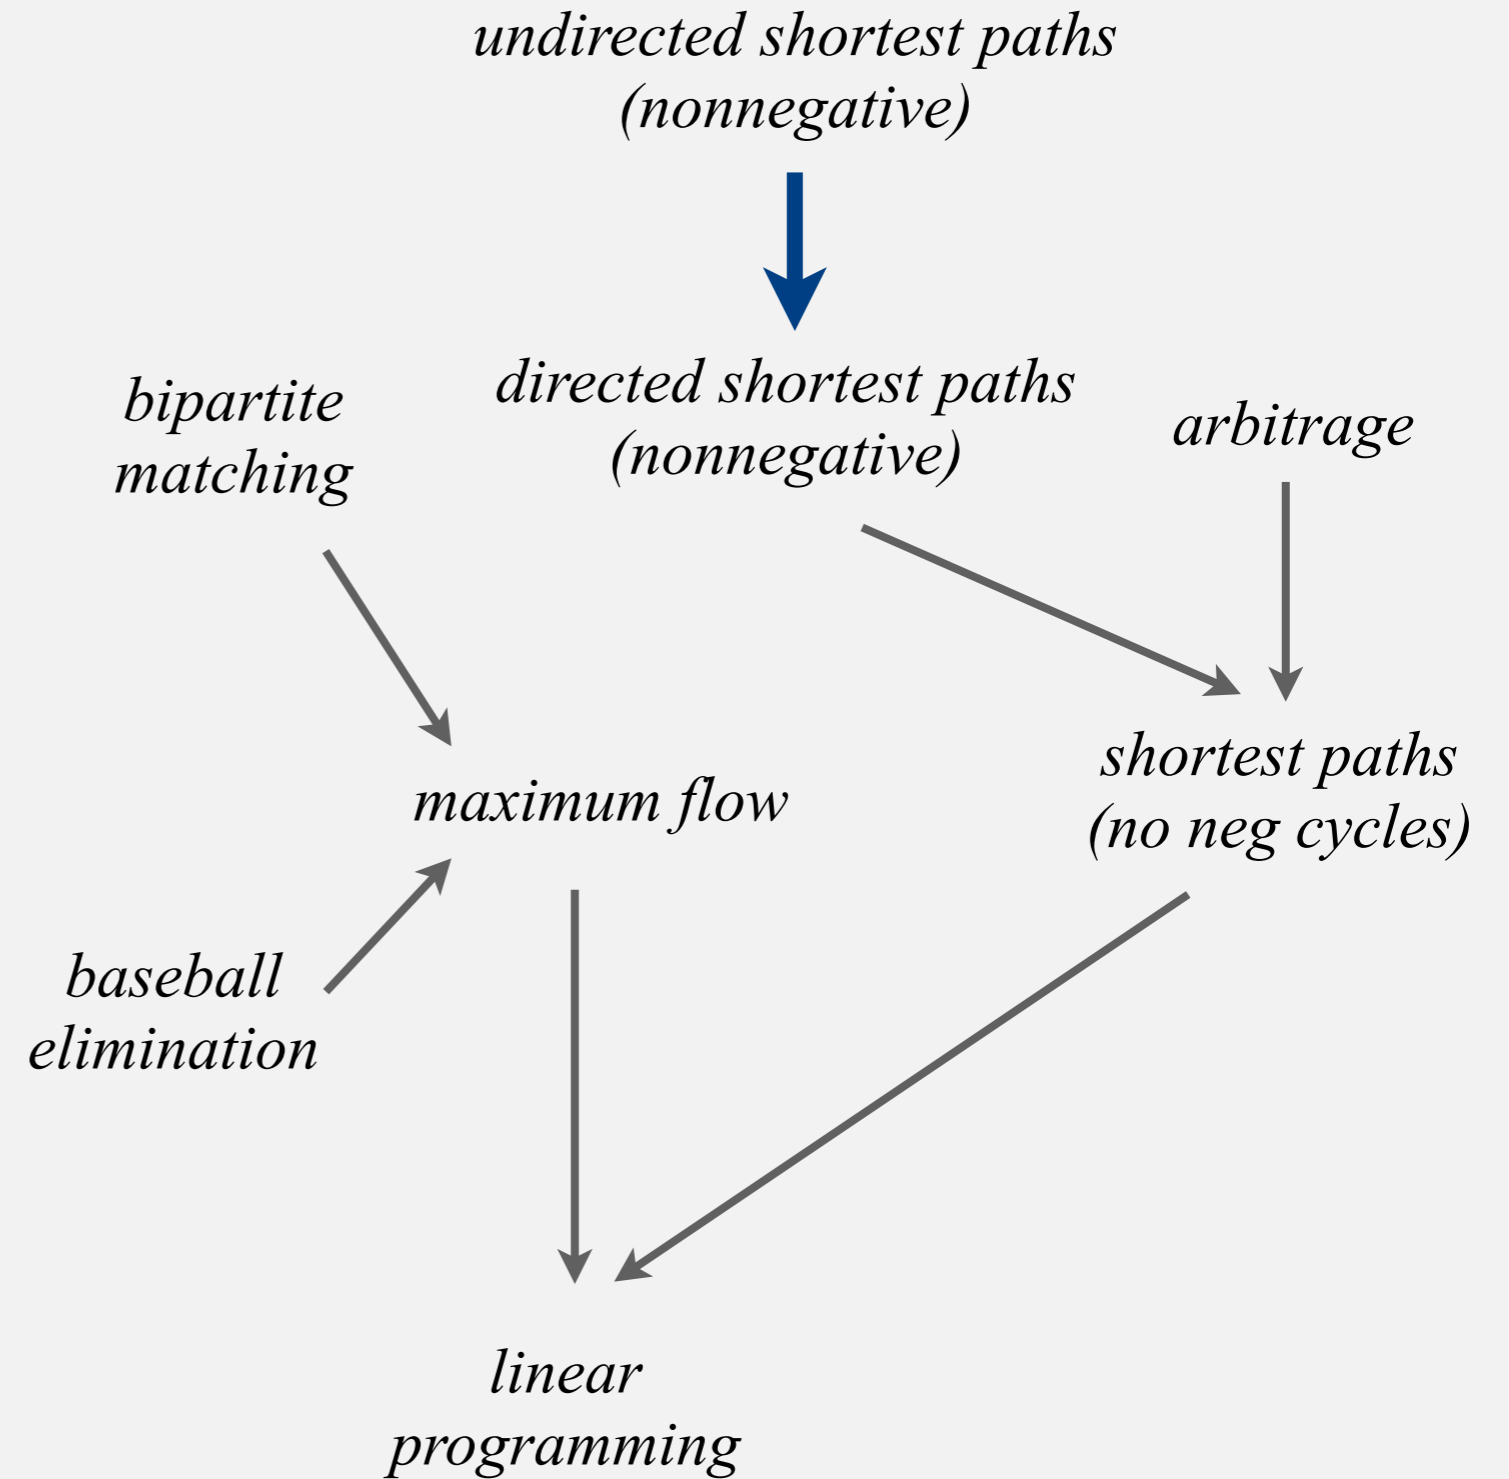 undirected shortest paths
(nonnegative)
bipartite
matching
directed shortest paths
(nonnegative)
arbitrage
maximum flow
shortest paths
(no neg cycles)
baseball
elimination
linear
programming